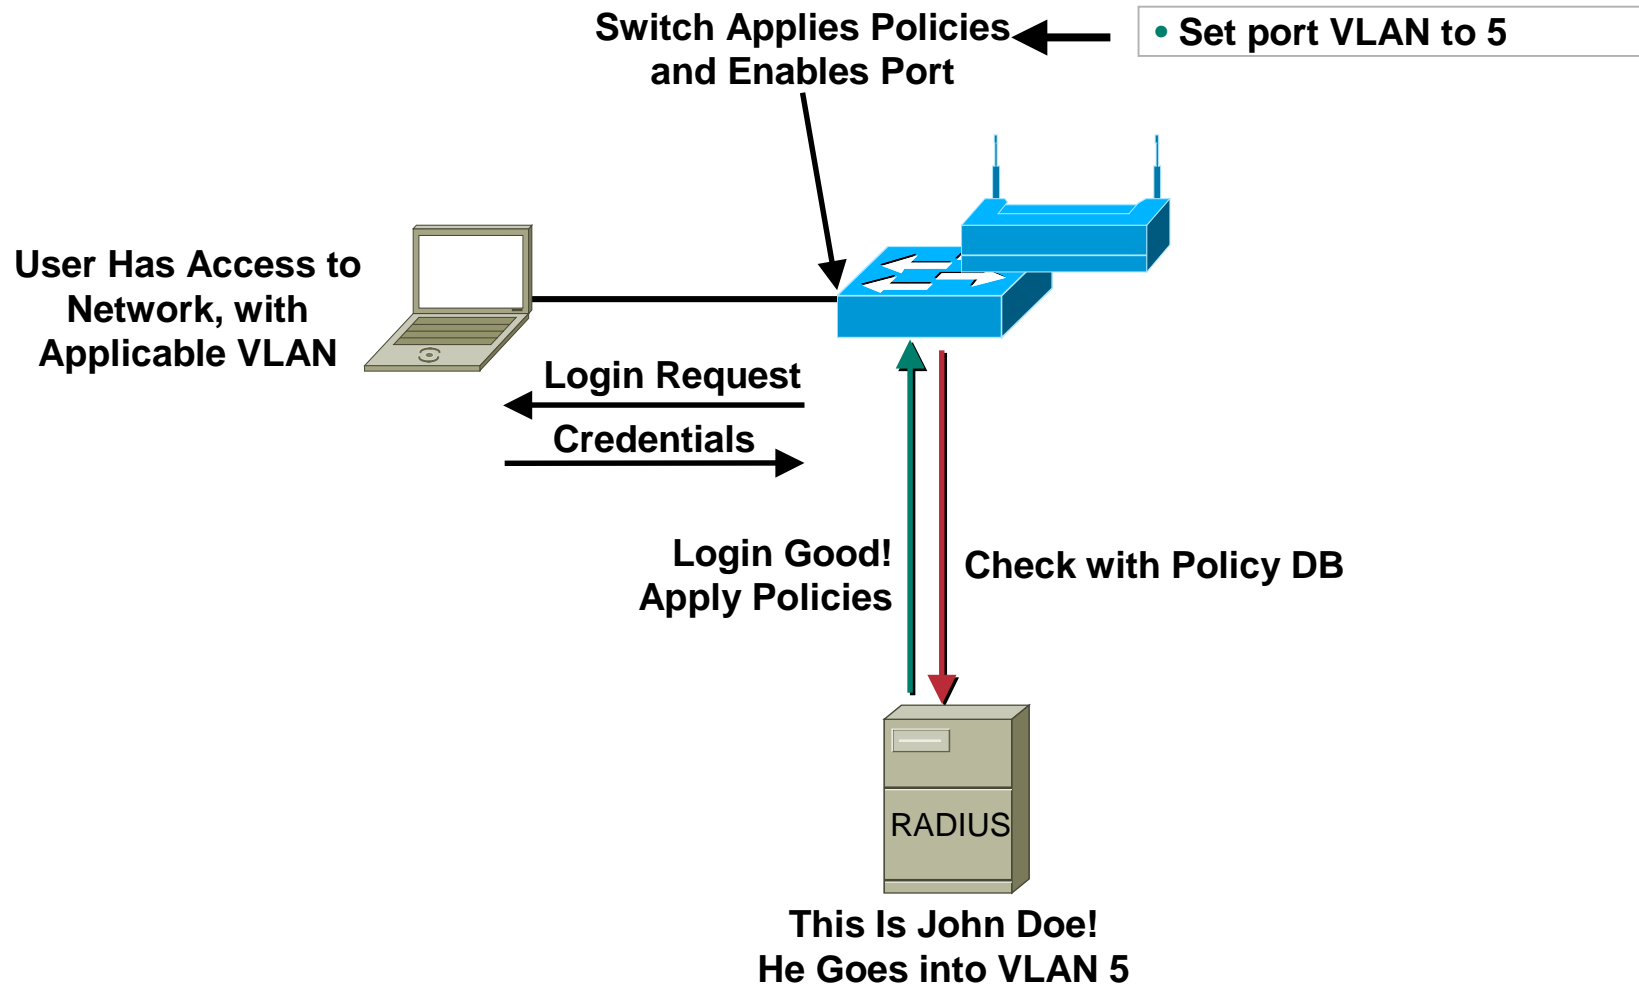 Switch Applies Policies
and Enables Port
• Set port VLAN to 5
User Has Access to
Network, with
Applicable VLAN
Login Request
Credentials
Login Good!
Apply Policies
Check with Policy DB
RADIUS
This Is John Doe!
He Goes into VLAN 5